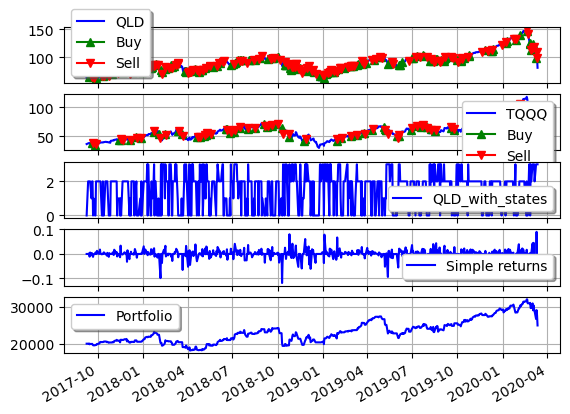 QLD
Buy
Sell
150
100
TQQQ
Buy
Sell
100
50
QLD_with_states
2
0
Simple returns
0.1
0.0
−0.1
Portfolio
30000
20000
2017-10
2018-01
2018-04
2018-07
2018-10
2019-01
2019-04
2019-07
2019-10
2020-01
2020-04